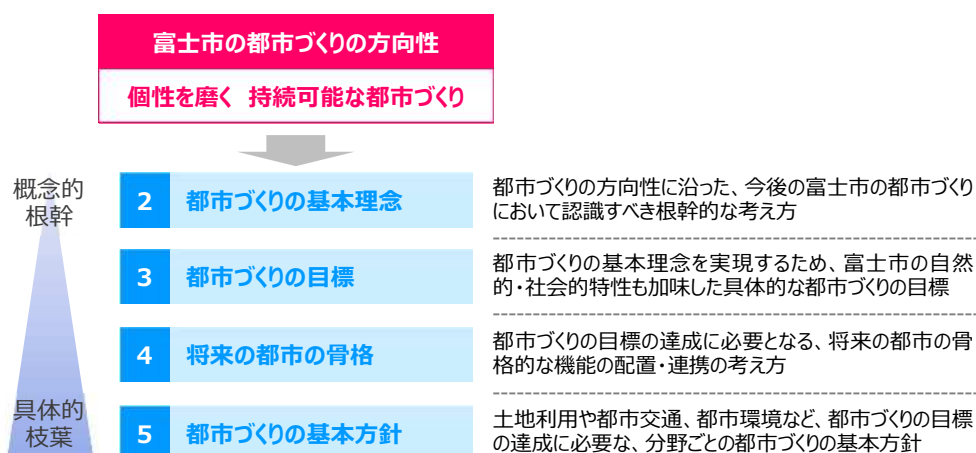 富士市の都市づくりの方向性
個性を磨く 持続可能な都市づくり
概念的
根幹
2 都市づくりの基本理念
都市づくりの方向性に沿った、今後の富士市の都市づくり
において認識すべき根幹的な考え方
3 都市づくりの目標
都市づくりの基本理念を実現するため、富士市の自然
的・社会的特性も加味した具体的な都市づくりの目標
4 将来の都市の骨格
都市づくりの目標の達成に必要となる、将来の都市の骨
格的な機能の配置・連携の考え方
具体的
枝葉
5 都市づくりの基本方針
土地利用や都市交通、都市環境など、都市づくりの目標
の達成に必要な、分野ごとの都市づくりの基本方針